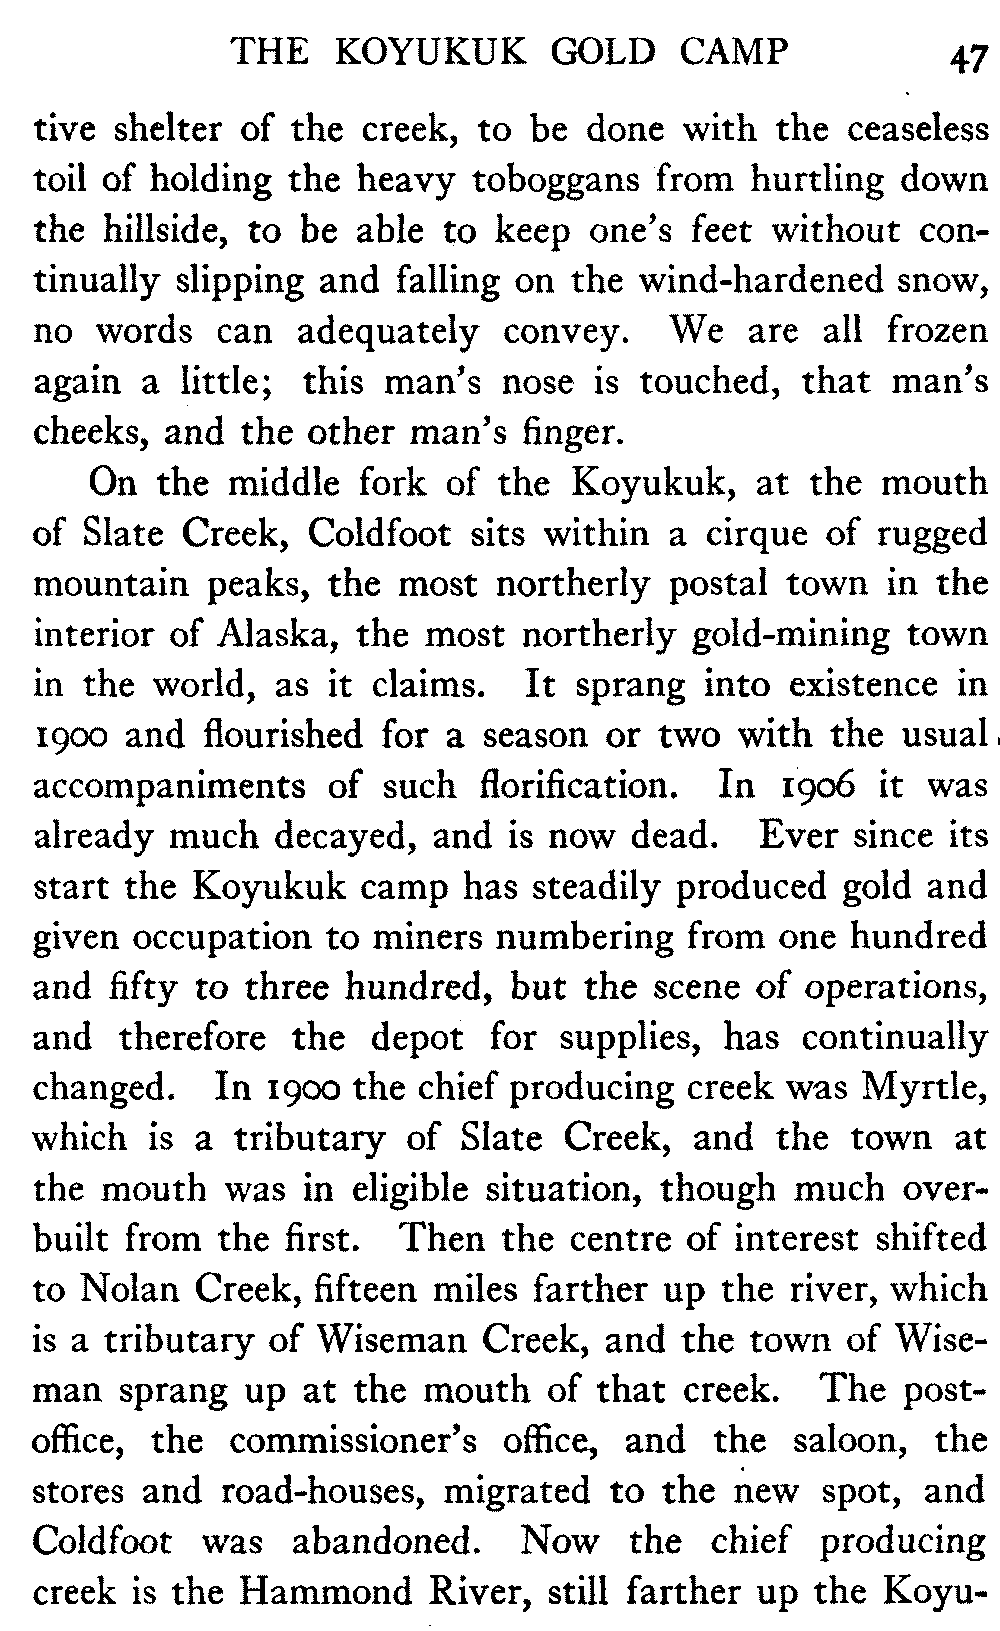 THE KOYUKUK GOLD CAMP 47
tive shelter of the creek, to be done with the ceaseless
toil of holding the heavy toboggans from hurtling down
the hillside, to be able to keep one's feet without con-
tinually slipping and falling on the wind-hardened snow,
no words can adequately convey. We are all frozen
again a little; this man's nose is touched, that man's
cheeks, and the other man's finger.
On the middle fork of the Koyukuk, at the mouth
of Slate Creek, Coldfoot sits within a cirque of rugged
mountain peaks, the most northerly postal town in the
interior of Alaska, the most northerly gold-mining town
in the world, as it claims. It sprang into existence in
1900 and flourished for a season or two with the usual
accompaniments of such florification. In 1906 it was
already much decayed, and is now dead. Ever since its
start the Koyukuk camp has steadily produced gold and
given occupation to miners numbering from one hundred
and fifty to three hundred, but the scene of operations,
and therefore the depot for supplies, has continually
changed. In 1900 the chief producing creek was Myrtle,
which is a tributary of Slate Creek, and the town at
the mouth was in eligible situation, though much over-
built from the first. Then the centre of interest shifted
to Nolan Creek, fifteen miles farther up the river, which
is a tributary of Wiseman Creek, and the town of Wise-
man sprang up at the mouth of that creek. The post-
office, the commissioner's office, and the saloon, the
stores and road-houses, migrated to the new spot, and
Coldfoot was abandoned. Now the chief producing
creek is the Hammond River, still farther up the Koyu-